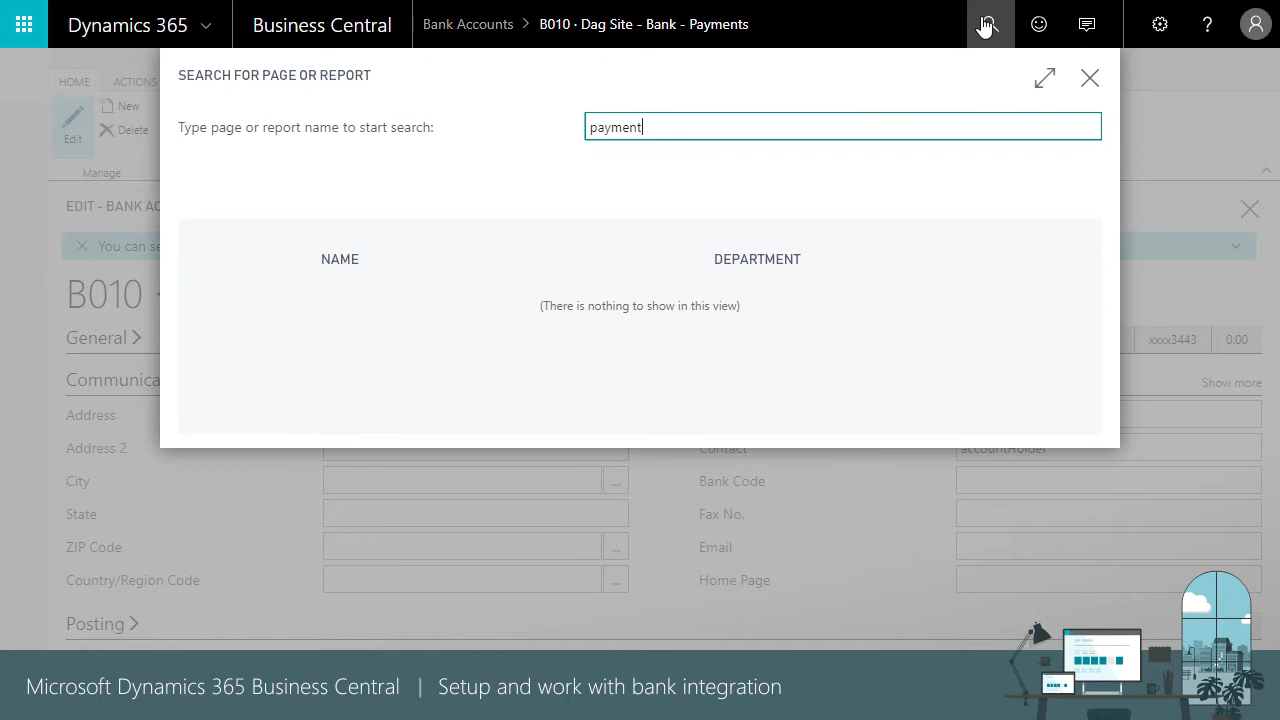 Dynamics 365
Business Central
Bank Accounts
B010 · Dag Site - Bank - Payments
SEARCH FOR PAGE OR REPORT
Type page or report name to start search:
payment
NAME
DEPARTMENT
(There is nothing to show in this view)
HOME
ACTIONS
Edit
New
Delete
Manage
EDIT - BANK AC
You can se
B010 ·
General
xxxx3443
0.00
Communica
Show more
Address
Address 2
Contact
accountHolder
City
...
Bank Code
State
Fax No.
ZIP Code
...
Email
Country/Region Code
...
Home Page
Posting
Microsoft Dynamics 365 Business Central | Setup and work with bank integration